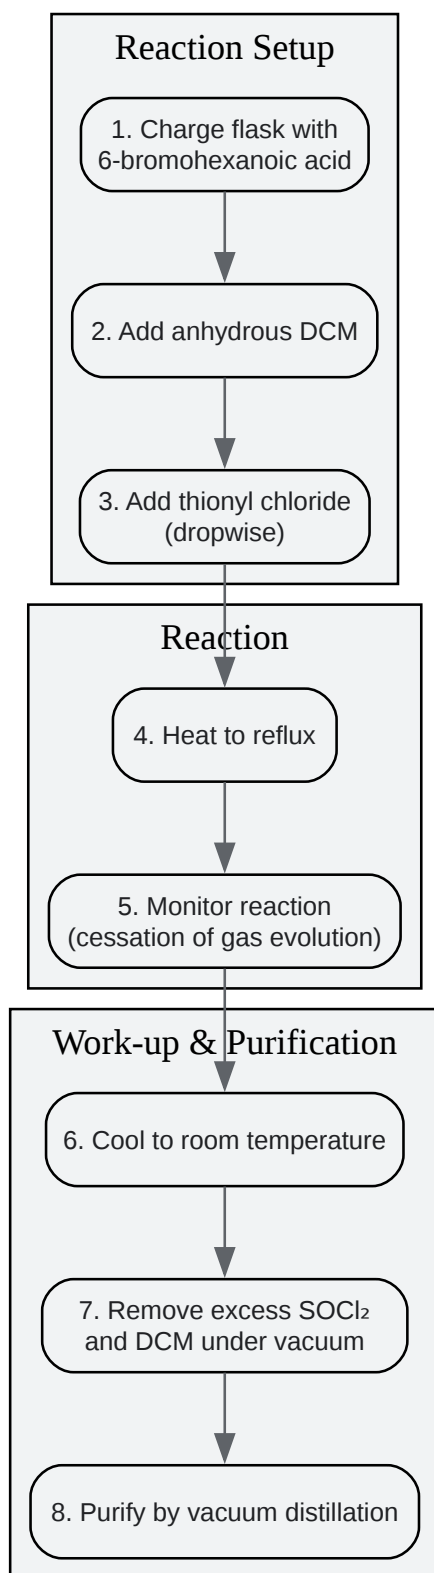 Reaction Setup
1. Charge flask with
6-bromohexanoic acid
2. Add anhydrous DCM
3. Add thionyl chloride
(dropwise)
Reaction
4. Heat to reflux
5. Monitor reaction
(cessation of gas evolution)
Work-up & Purification
6. Cool to room temperature
7. Remove excess SOCl₂
and DCM under vacuum
8. Purify by vacuum distillation